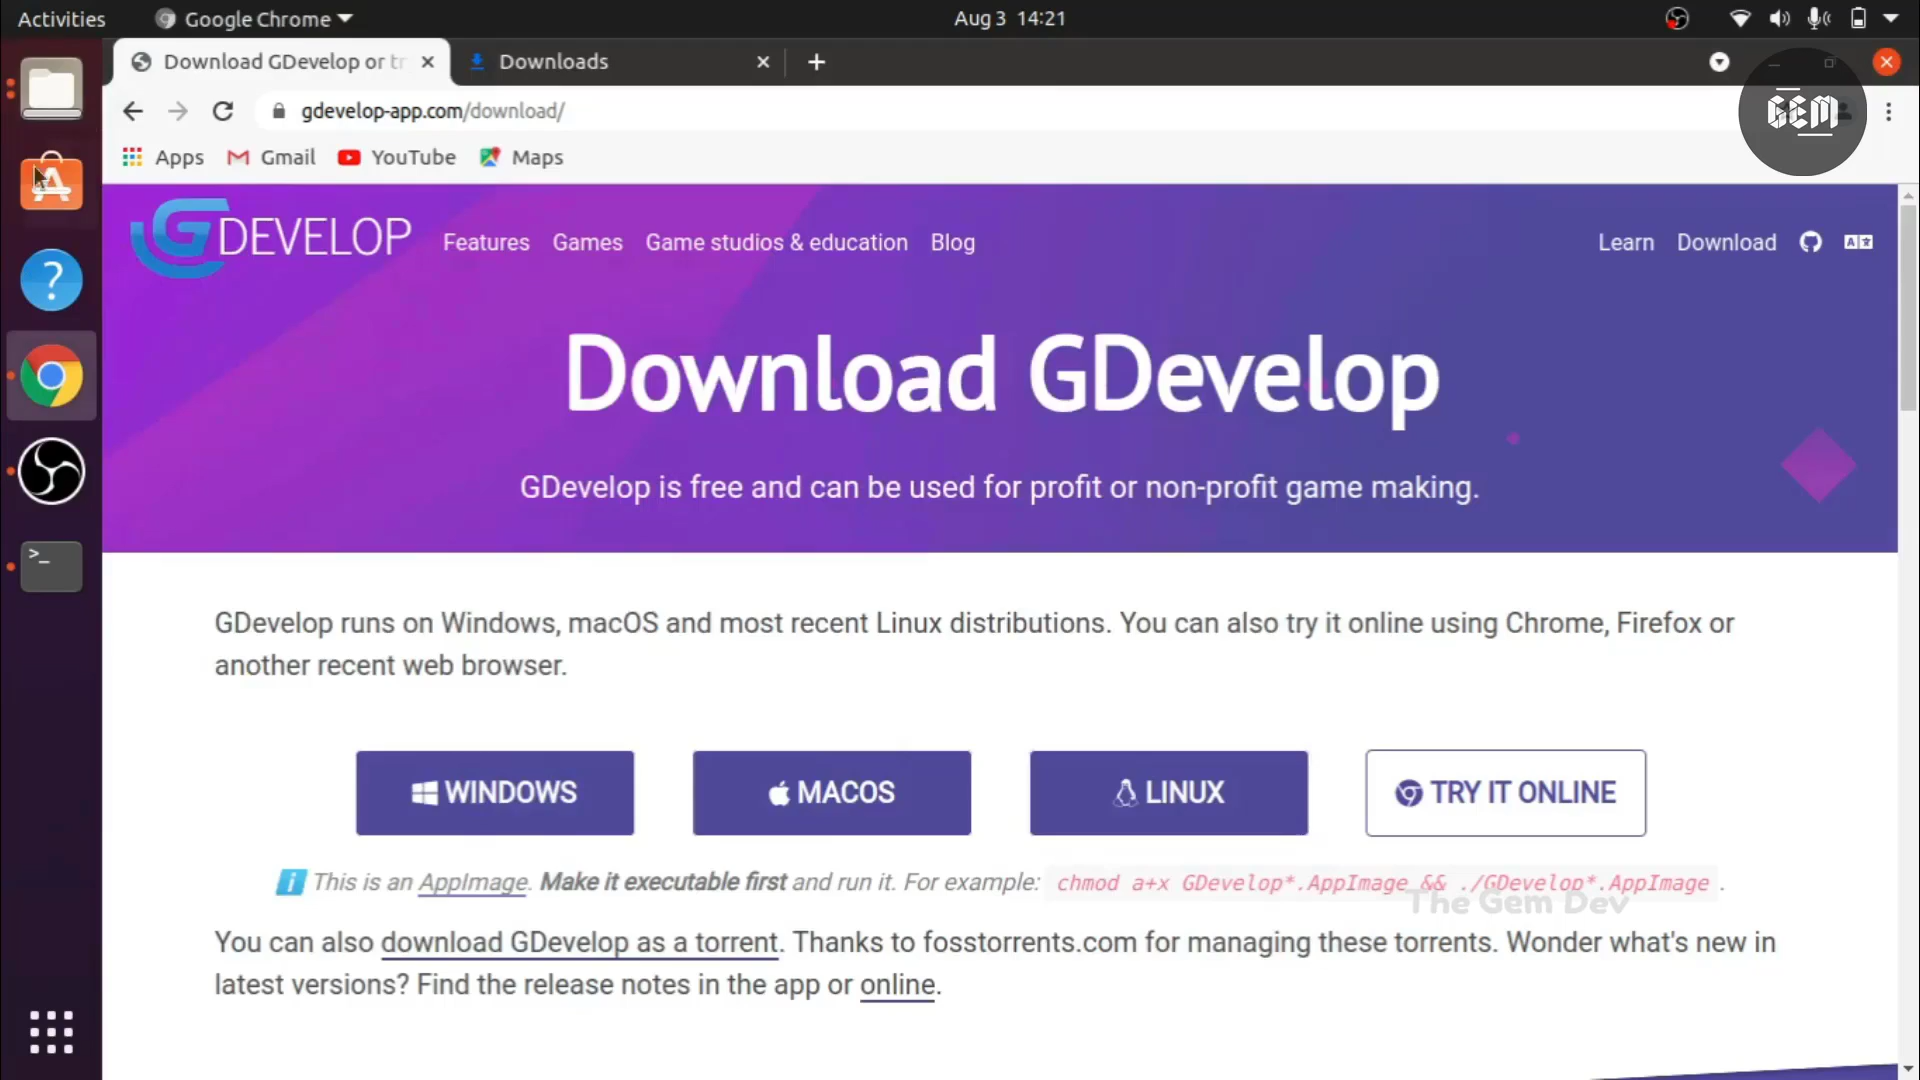 Activities
Google Chrome
Aug 3 14:21
Download GDevelop or tr
Downloads
gdevelop-app.com/download/
GEM
Apps
Gmail
YouTube
Maps
GDEVELOP
Features
Games
Game studios & education
Blog
Learn
Download
Download GDevelop
GDevelop is free and can be used for profit or non-profit game making.
GDevelop runs on Windows, macOS and most recent Linux distributions. You can also try it online using Chrome, Firefox or
another recent web browser.
WINDOWS
MACOS
LINUX
TRY IT ONLINE
This is an AppImage. Make it executable first and run it. For example: chmod a+x GDevelop*.AppImage && ./GDevelop*.AppImage .
The Gem Dev
You can also download GDevelop as a torrent. Thanks to fosstorrents.com for managing these torrents. Wonder what's new in
latest versions? Find the release notes in the app or online.